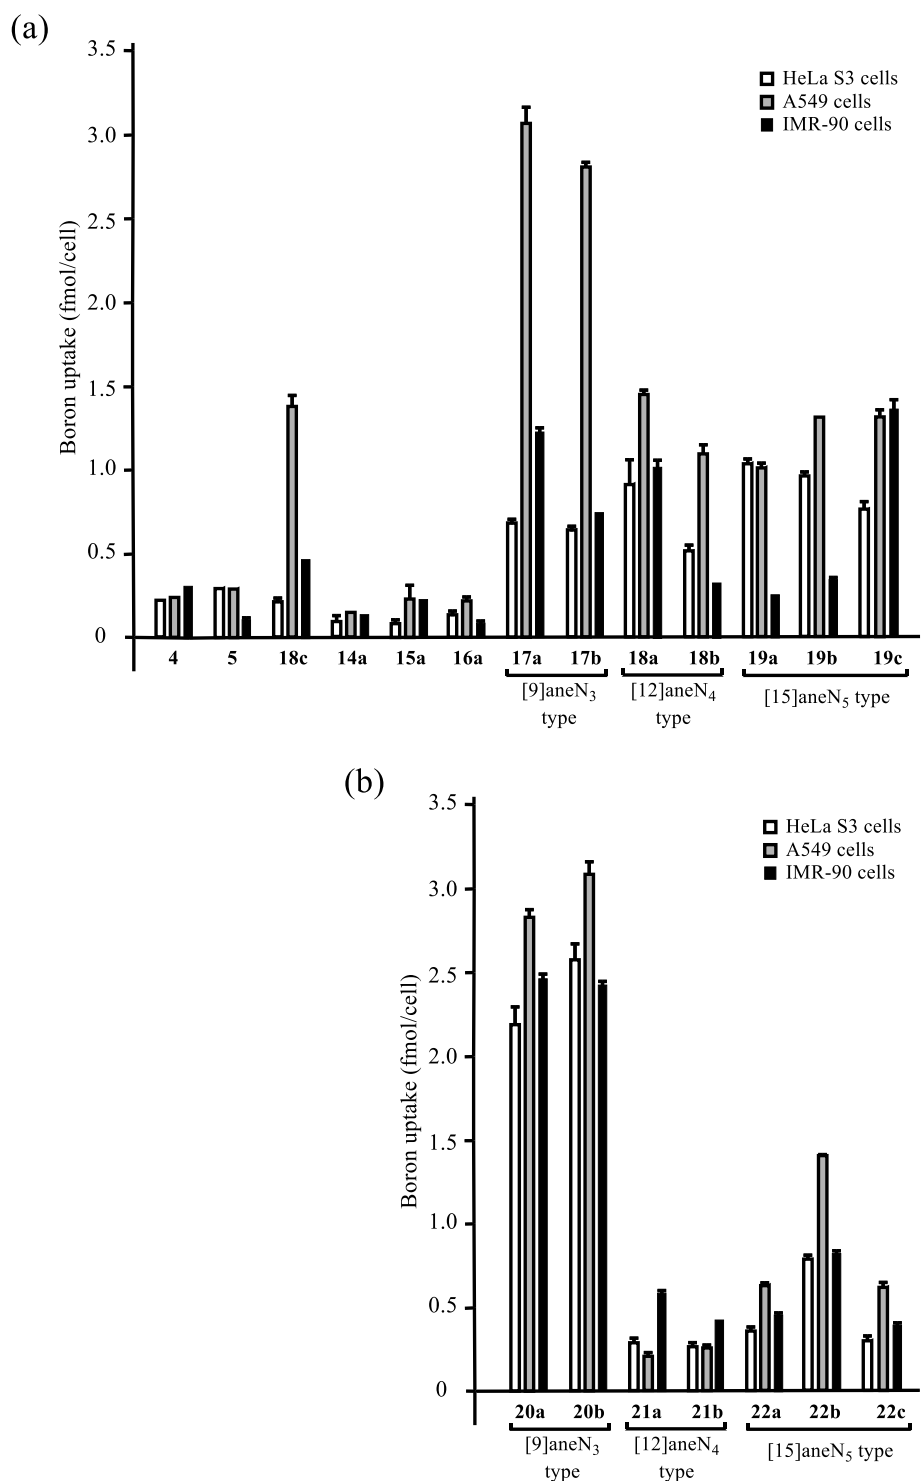 (a)
3.5
3.0
2.5
2.0
1.5
1.0
0.5
0
Boron uptake (fmol/cell)
HeLa S3 cells
A549 cells
IMR-90 cells
4 5 18c 14a 15a 16a 17a 17b 18a 18b 19a 19b 19c
[9]aneN3 [12]aneN4 [15]aneN5 type
type type
(b)
3.5
3.0
2.5
2.0
1.5
1.0
0.5
0
Boron uptake (fmol/cell)
HeLa S3 cells
A549 cells
IMR-90 cells
20a 20b 21a 21b 22a 22b 22c
[9]aneN3 [12]aneN4 [15]aneN5 type
type type